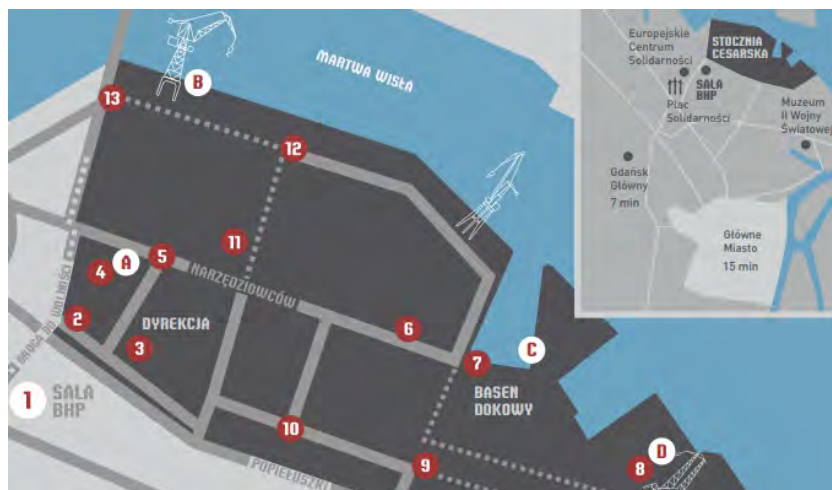 13
B
MARTWA WISŁA
12
11
5
A
4
NARZĘDZIOWCÓW
DROGA DO WOLNOŚCI
2
DYREKCJA
3
6
7
C
1
SALA
BHP
BASEN
DOKOWY
10
9
8
D
POPIEŁUSZKI
Europejskie
Centrum
Solidarności
STOCZNIA
CESARSKA
SALA
BHP
Plac
Solidarności
Muzeum
II Wojny
Światowej
Gdańsk
Główny
7 min
Główne
Miasto
15 min